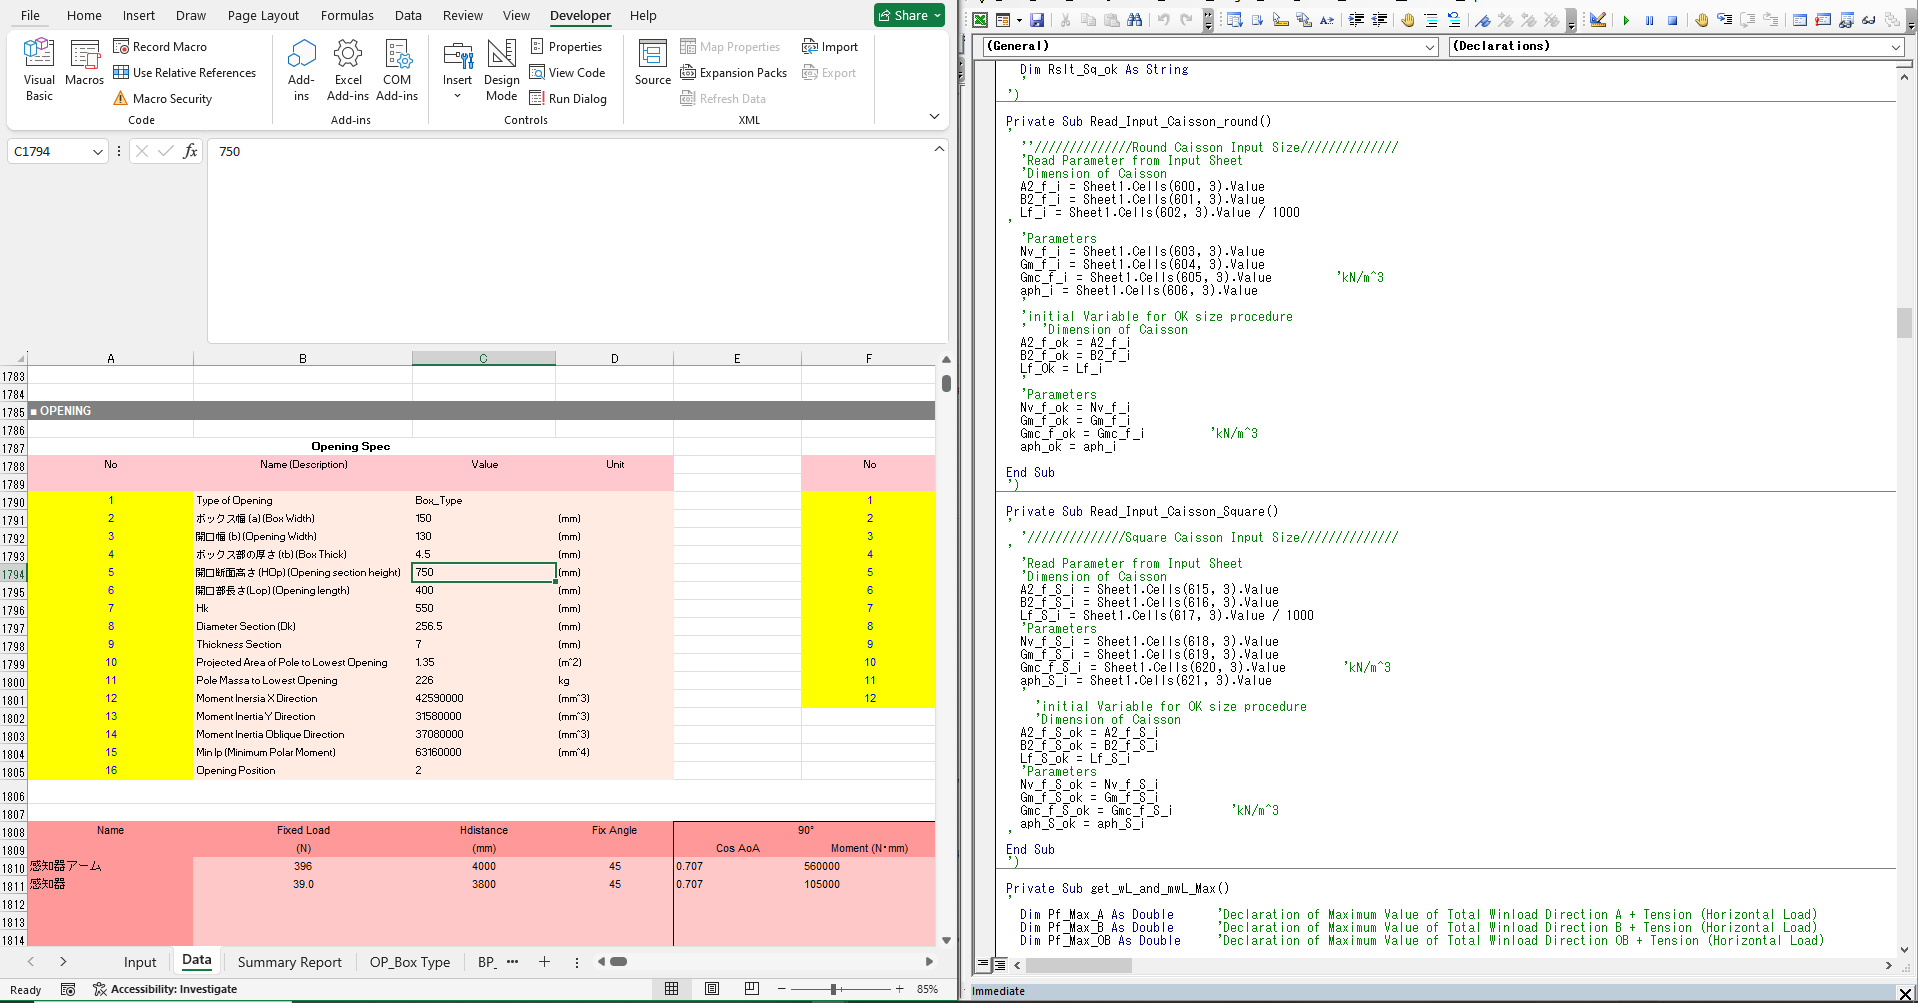 File Home Insert Draw Page Layout Formulas Data Review View Developer Help Share
Visual Basic
Macros
Record Macro
Use Relative References
Macro Security
Code
Add-ins
Excel Add-ins
COM Add-ins
Add-ins
Insert
Design Mode
Properties
View Code
Run Dialog
Controls
Source
Map Properties
Expansion Packs
Refresh Data
Import
Export
XML
C1794 fx 750
A B C D E F
1783
1784
1785 ■ OPENING
1786
1787 Opening Spec
1788 No Name (Description) Value Unit No
1789
1790 1 Type of Opening Box_Type 1
1791 2 ボックス幅 (a) (Box Width) 150 (mm) 2
1792 3 開口幅 (b) (Opening Width) 130 (mm) 3
1793 4 ボックス部の厚さ (tb) (Box Thick) 4.5 (mm) 4
1794 5 開口断面高さ (HOp) (Opening section height) 750 (mm) 5
1795 6 開口部長さ(Lop) (Opening length) 400 (mm) 6
1796 7 Hk 550 (mm) 7
1797 8 Diameter Section (Dk) 256.5 (mm) 8
1798 9 Thickness Section 7 (mm) 9
1799 10 Projected Area of Pole to Lowest Opening 1.35 (m^2) 10
1800 11 Pole Massa to Lowest Opening 226 kg 11
1801 12 Moment Inersia X Direction 42590000 (mm^3) 12
1802 13 Moment Inertia Y Direction 31580000 (mm^3)
1803 14 Moment Inertia Oblique Direction 37080000 (mm^3)
1804 15 Min Ip (Minimum Polar Moment) 63160000 (mm^4)
1805 16 Opening Position 2
1806
1807
1808 Name Fixed Load Hdistance Fix Angle 90°
1809 (N) (mm) Cos AoA Moment (N・mm)
1810 感知器アーム 396 4000 45 0.707 560000
1811 感知器 39.0 3800 45 0.707 105000
1812
1813
1814
Input Data Summary Report OP_Box Type BP_ ...
Ready Accessibility: Investigate 85%
(General) (Declarations)
Dim Rslt_Sq_ok As String
'
')
Private Sub Read_Input_Caisson_round()
'
''//////////////Round Caisson Input Size//////////////
'Read Parameter from Input Sheet
'Dimension of Caisson
A2_f_i = Sheet1.Cells(600, 3).Value
B2_f_i = Sheet1.Cells(601, 3).Value
Lf_i = Sheet1.Cells(602, 3).Value / 1000
'
'Parameters
Nv_f_i = Sheet1.Cells(603, 3).Value
Gm_f_i = Sheet1.Cells(604, 3).Value
Gmc_f_i = Sheet1.Cells(605, 3).Value 'kN/m^3
aph_i = Sheet1.Cells(606, 3).Value
'
'initial Variable for OK size procedure
' 'Dimension of Caisson
A2_f_ok = A2_f_i
B2_f_ok = B2_f_i
Lf_Ok = Lf_i
'
'Parameters
Nv_f_ok = Nv_f_i
Gm_f_ok = Gm_f_i
Gmc_f_ok = Gmc_f_i 'kN/m^3
aph_ok = aph_i
End Sub
')
Private Sub Read_Input_Caisson_Square()
'
'//////////////Square Caisson Input Size//////////////
'
'Read Parameter from Input Sheet
'Dimension of Caisson
A2_f_S_i = Sheet1.Cells(615, 3).Value
B2_f_S_i = Sheet1.Cells(616, 3).Value
Lf_S_i = Sheet1.Cells(617, 3).Value / 1000
'Parameters
Nv_f_S_i = Sheet1.Cells(618, 3).Value
Gm_f_S_i = Sheet1.Cells(619, 3).Value
Gmc_f_S_i = Sheet1.Cells(620, 3).Value 'kN/m^3
aph_S_i = Sheet1.Cells(621, 3).Value
'
'initial Variable for OK size procedure
'Dimension of Caisson
A2_f_S_ok = A2_f_S_i
B2_f_S_ok = B2_f_S_i
Lf_S_ok = Lf_S_i
'Parameters
Nv_f_S_ok = Nv_f_S_i
Gm_f_S_ok = Gm_f_S_i
Gmc_f_S_ok = Gmc_f_S_i 'kN/m^3
aph_S_ok = aph_S_i
'
End Sub
')
Private Sub get_wL_and_mwL_Max()
'
Dim Pf_Max_A As Double 'Declaration of Maximum Value of Total Winload Direction A + Tension (Horizontal Load)
Dim Pf_Max_B As Double 'Declaration of Maximum Value of Total Winload Direction B + Tension (Horizontal Load)
Dim Pf_Max_OB As Double 'Declaration of Maximum Value of Total Winload Direction OB + Tension (Horizontal Load)
Immediate